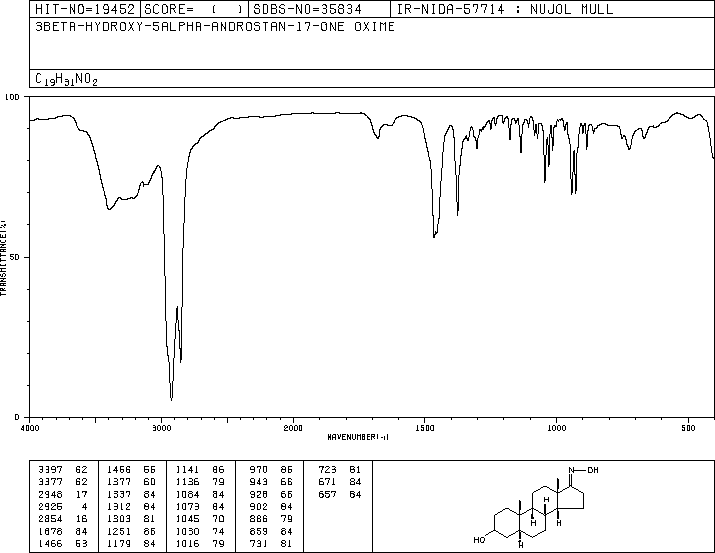 HIT-NO=19452 SCORE= ( ) SDBS-NO=35834 IR-NIDA-57714 : NUJOL MULL
3BETA-HYDROXY-5ALPHA-ANDROSTAN-17-ONE OXIME
C19H31NO2
100
50
0
TRANSMITTANCE(%)
4000 3000 2000 1500 1000 500
WAVENUMBER(-1)
3397 62 1456 55 1141 86 970 86 723 81
3377 62 1377 60 1136 79 943 66 671 84
2948 17 1337 84 1084 84 928 66 657 84
2925 4 1312 84 1073 84 902 84
2854 16 1303 81 1045 70 886 79
1678 84 1251 86 1030 74 859 84
1466 53 1179 84 1016 79 731 81
N OH
H
H H
HO
H